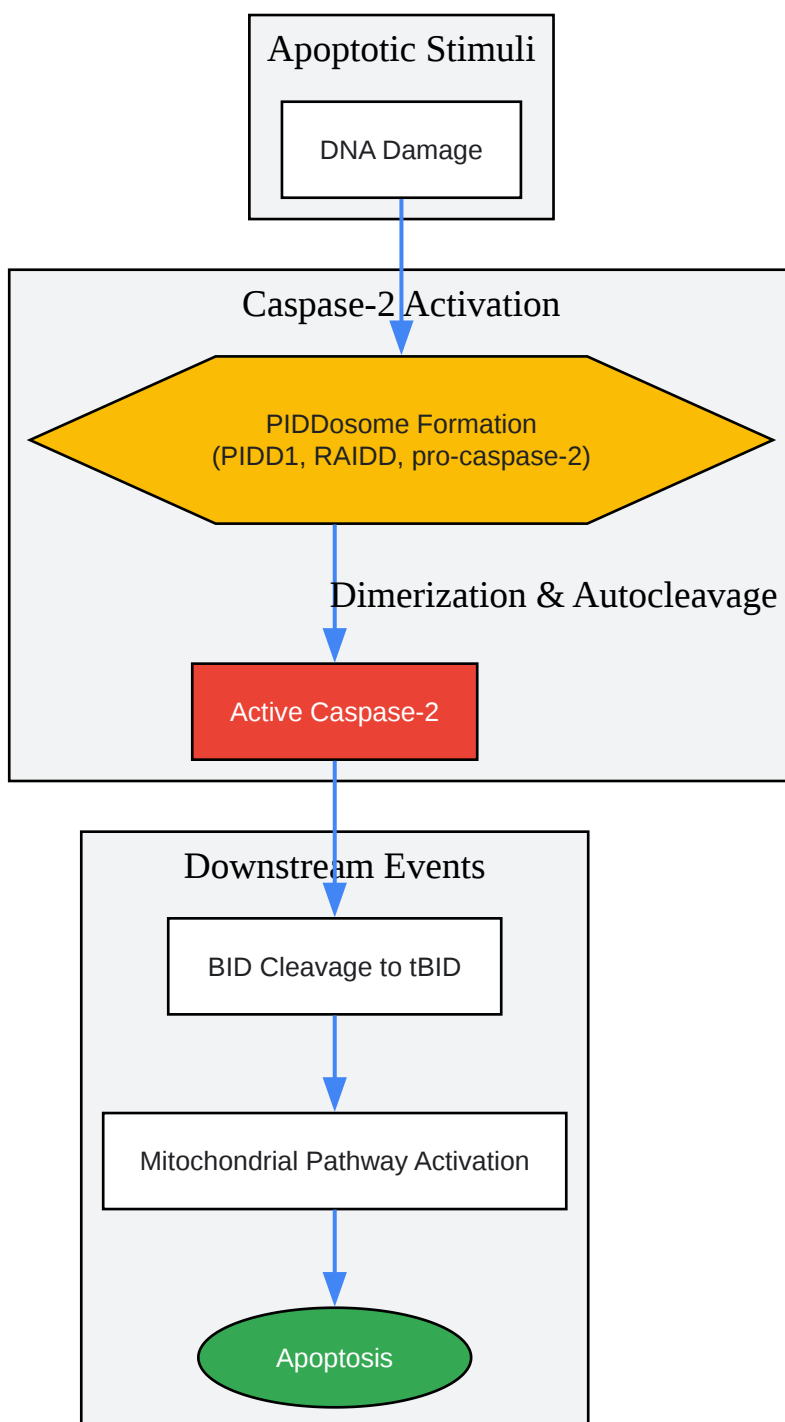 Apoptotic Stimuli
DNA Damage
Caspase-2 Activation
PIDDosome Formation
(PIDD1, RAIDD, pro-caspase-2)
Dimerization & Autocleavage
Active Caspase-2
Downstream Events
BID Cleavage to tBID
Mitochondrial Pathway Activation
Apoptosis